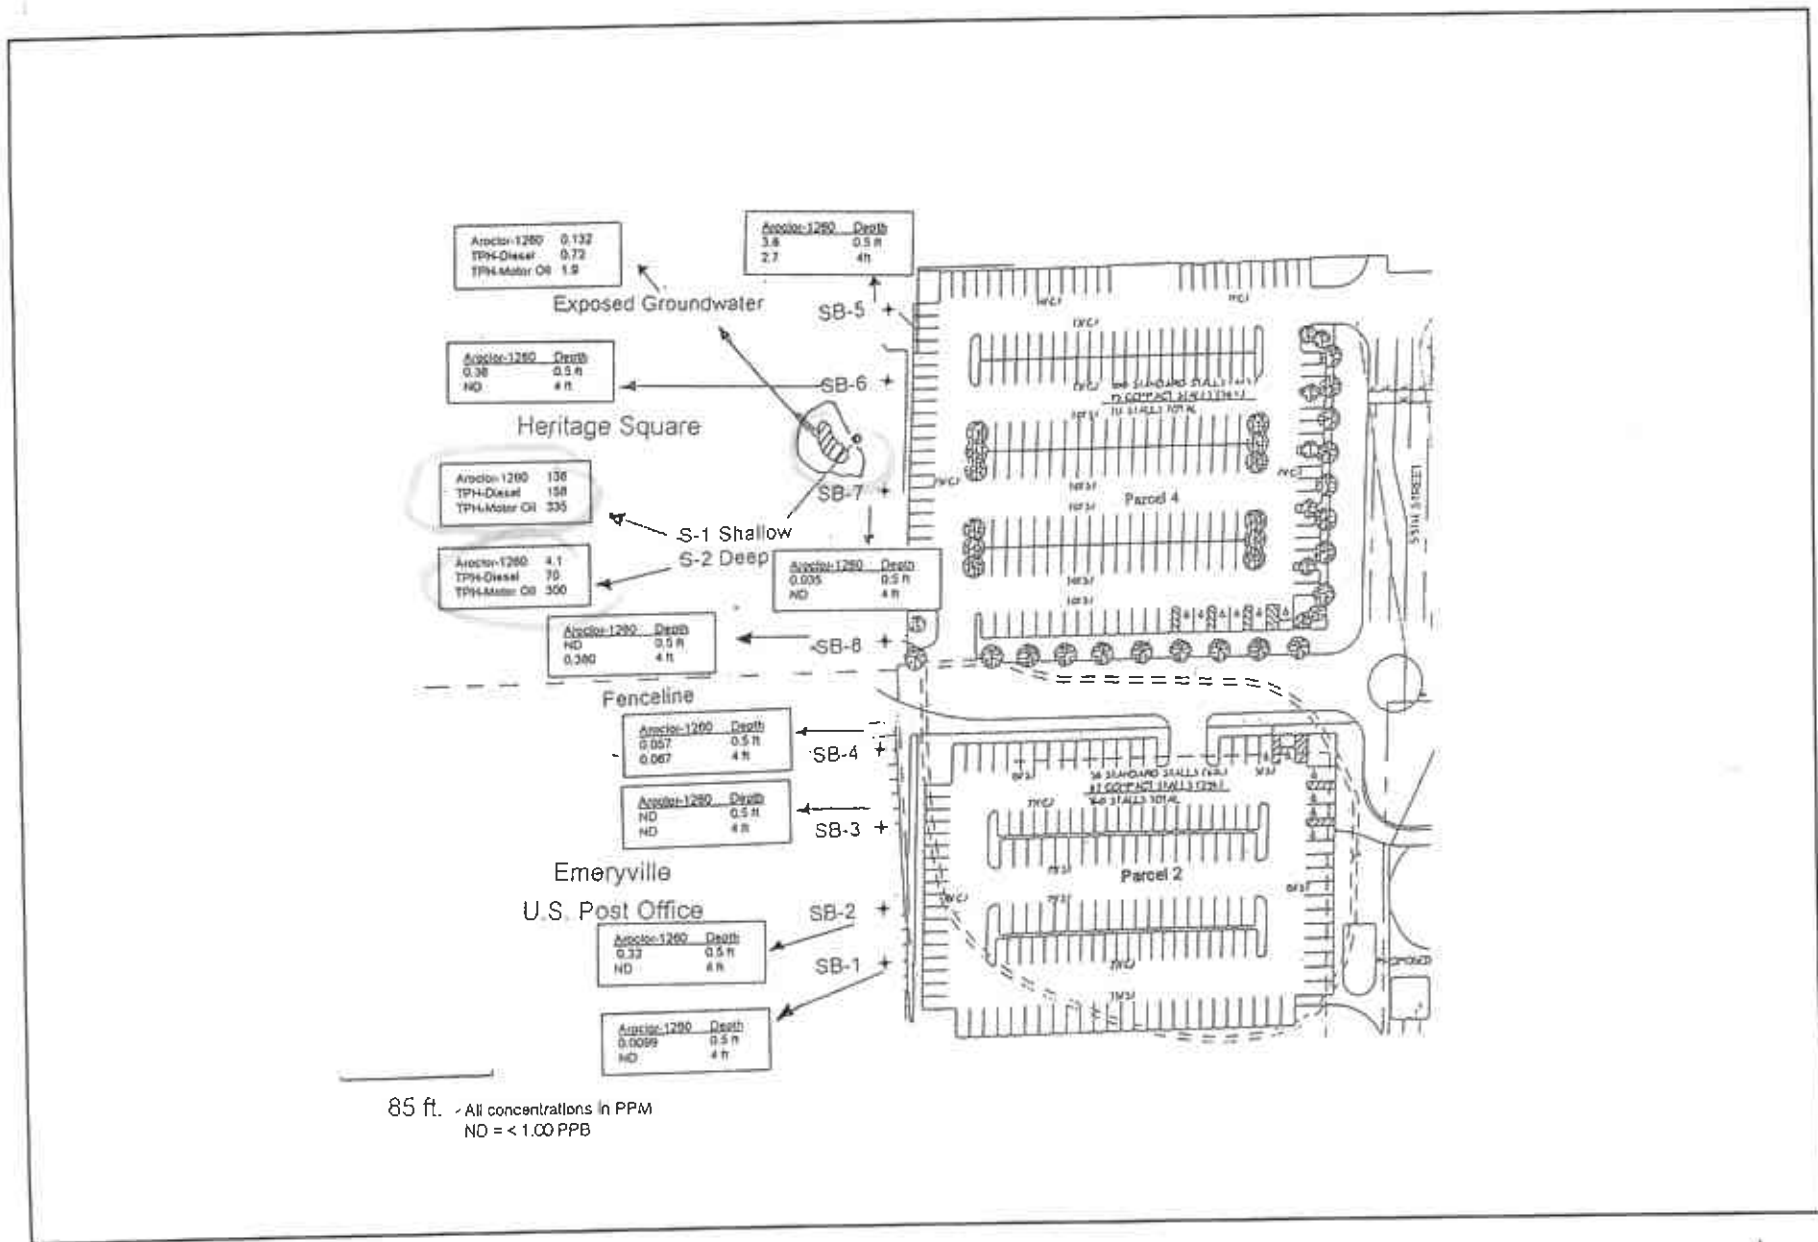 Aroclor-1260 0.132
TPH-Diesel 0.72
TPH-Motor Oil 1.9
Aroclor-1260 Depth
3.6 0.5 ft
2.7 4ft
Exposed Groundwater
SB-5
Aroclor-1260 Depth
0.36 0.5 ft
ND 4 ft
SB-6
Heritage Square
Aroclor-1260 136
TPH-Diesel 158
TPH-Motor Oil 335
SB-7
S-1 Shallow
S-2 Deep
Aroclor-1260 4.1
TPH-Diesel 70
TPH-Motor Oil 300
Aroclor-1260 Depth
0.035 0.5 ft
ND 4 ft
Aroclor-1260 Depth
ND 0.5 ft
0.380 4 ft
SB-8
Fenceline
Aroclor-1260 Depth
0.057 0.5 ft
0.067 4 ft
SB-4
Aroclor-1260 Depth
ND 0.5 ft
ND 4 ft
SB-3
Emeryville
U.S. Post Office
SB-2
Aroclor-1260 Depth
0.33 0.5 ft
ND 4 ft
SB-1
Aroclor-1260 Depth
0.0099 0.5 ft
ND 4 ft
85 ft. - All concentrations in PPM
ND = < 1.00 PPB
Parcel 4
55TH STREET
Parcel 2